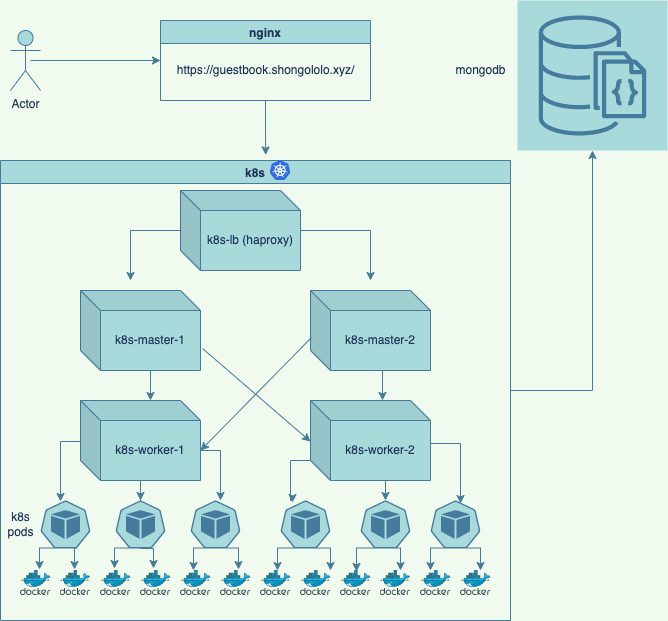 nginx
https://guestbook.shongololo.xyz/
mongodb
{}
Actor
k8s
k8s-lb (haproxy)
k8s-master-1
k8s-master-2
k8s-worker-1
k8s-worker-2
k8s
pods
docker
docker
docker
docker
docker
docker
docker
docker
docker
docker
docker
docker